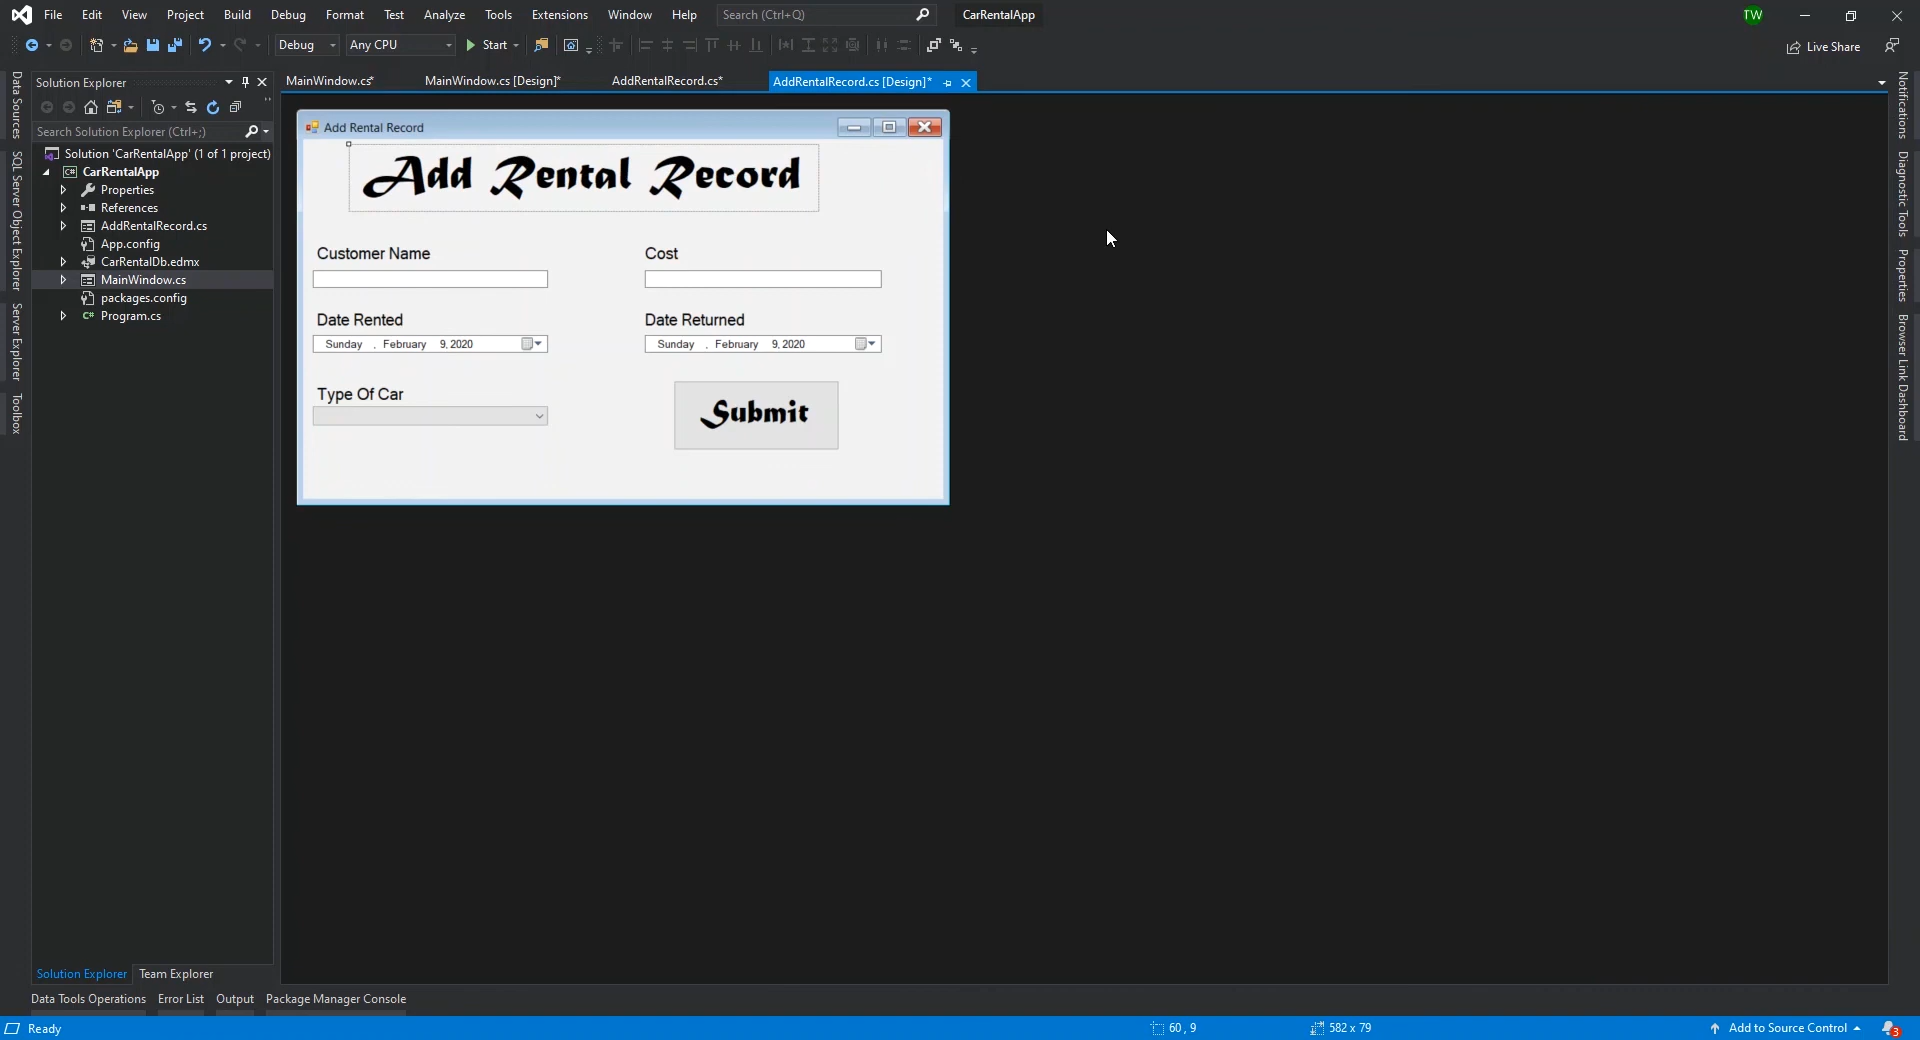 File Edit View Project Build Debug Format Test Analyze Tools Extensions Window Help Search (Ctrl+Q) CarRentalApp TW
Debug Any CPU Start Live Share
Data Sources
SQL Server Object Explorer
Server Explorer
Toolbox
Solution Explorer
Search Solution Explorer (Ctrl+;)
Solution 'CarRentalApp' (1 of 1 project)
CarRentalApp
Properties
References
AddRentalRecord.cs
App.config
CarRentalDb.edmx
MainWindow.cs
packages.config
Program.cs
Solution Explorer Team Explorer
MainWindow.cs* MainWindow.cs [Design]* AddRentalRecord.cs* AddRentalRecord.cs [Design]*
Add Rental Record
Add Rental Record
Customer Name Cost
Date Rented Date Returned
Sunday , February 9, 2020 Sunday , February 9, 2020
Type Of Car
Submit
Notifications
Diagnostic Tools
Properties
Browser Link Dashboard
Data Tools Operations Error List Output Package Manager Console
Ready 60 , 9 582 x 79 Add to Source Control 3